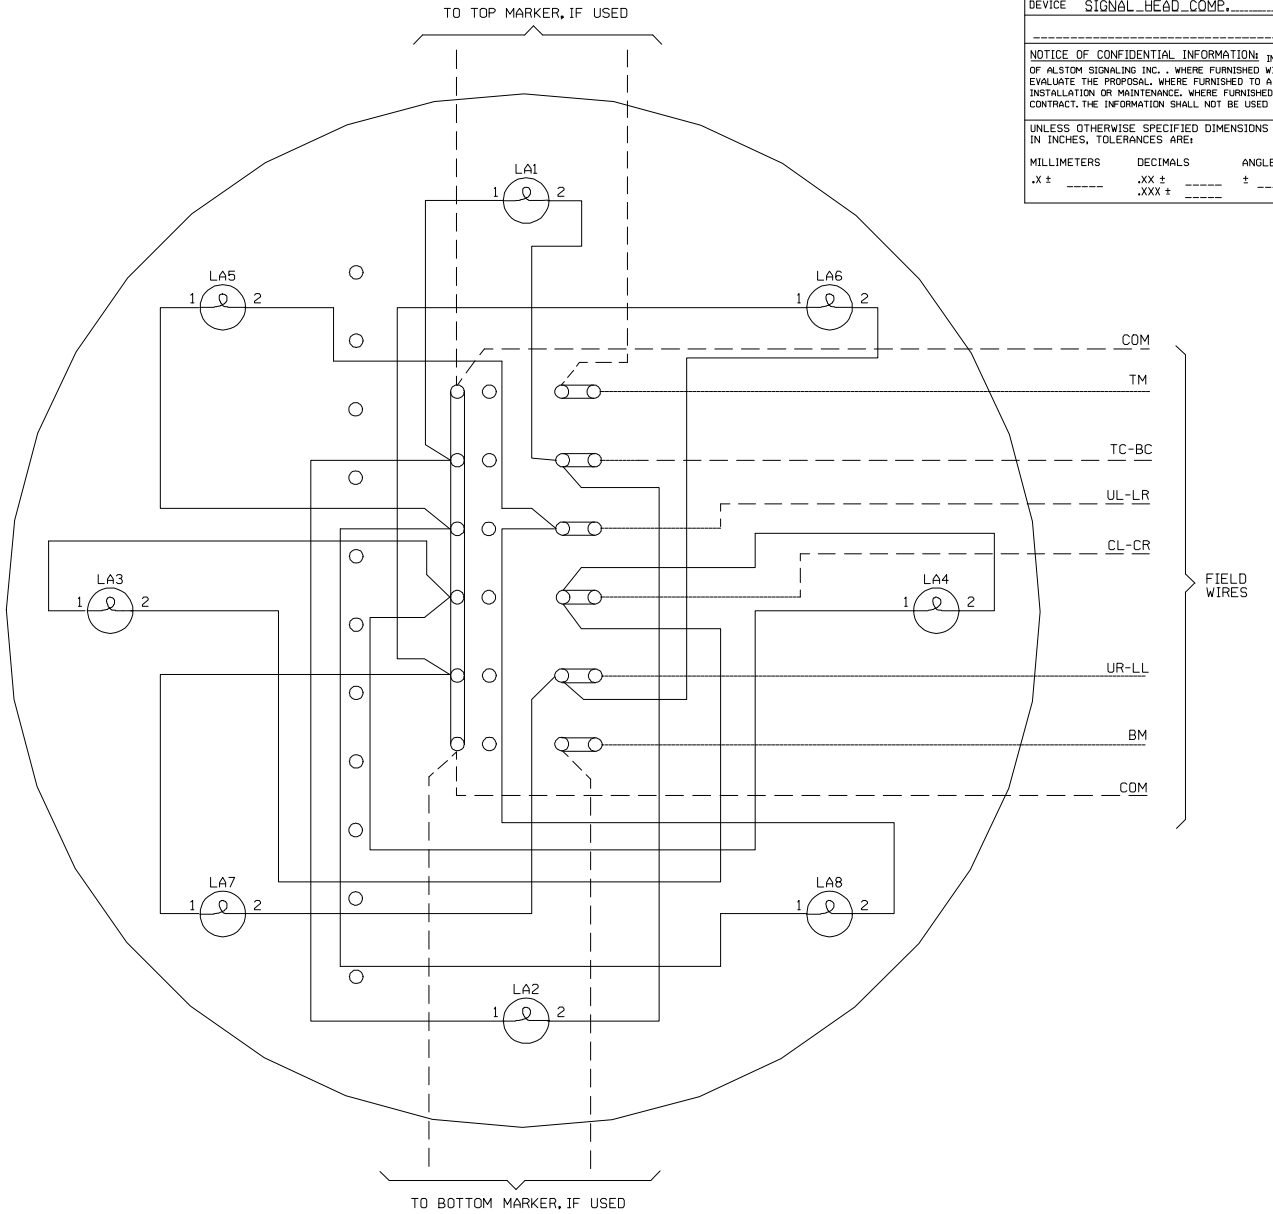 TO TOP MARKER, IF USED
DEVICE SIGNAL HEAD COMP.
NOTICE OF CONFIDENTIAL INFORMATION:
OF ALSTOM SIGNALING INC. . WHERE FURNISHED
EVALUATE THE PROPOSAL. WHERE FURNISHED TO A
INSTALLATION OR MAINTENANCE. WHERE FURNISHED
CONTRACT. THE INFORMATION SHALL NOT BE USED
UNLESS OTHERWISE SPECIFIED DIMENSIONS
IN INCHES, TOLERANCES ARE:
MILLIMETERS DECIMALS ANGLE
.X ± _____ .XX ± _____ ±
.XXX ± _____
LA1
1 2
LA5
1 2
LA6
1 2
COM
TM
TC-BC
UL-LR
CL-CR
LA3
1 2
LA4
1 2
FIELD
WIRES
UR-LL
BM
COM
LA7
1 2
LA8
1 2
LA2
1 2
TO BOTTOM MARKER, IF USED